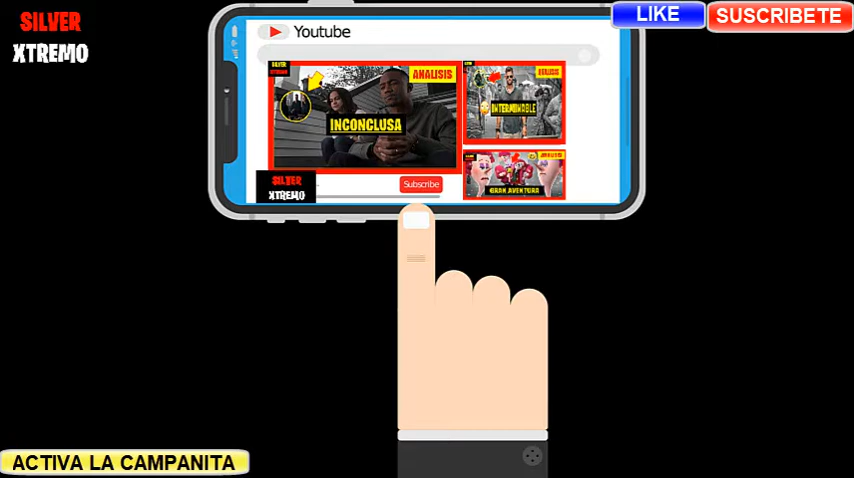 SILVER
XTREMO
LIKE
SUSCRIBETE
Youtube
ANALISIS
INCONCLUSA
INTERMINABLE
GRAN AVENTURA
SILVER
XTREMO
Subscribe
ACTIVA LA CAMPANITA